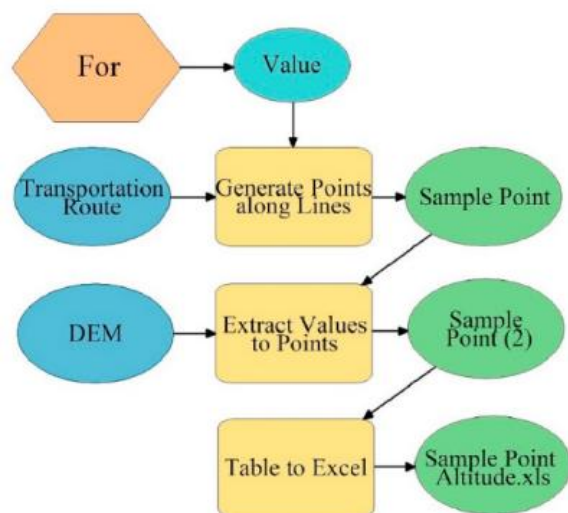 For
Value
Transportation
Route
Generate Points
along Lines
Sample Point
DEM
Extract Values
to Points
Sample
Point (2)
Table to Excel
Sample Point
Altitude.xls